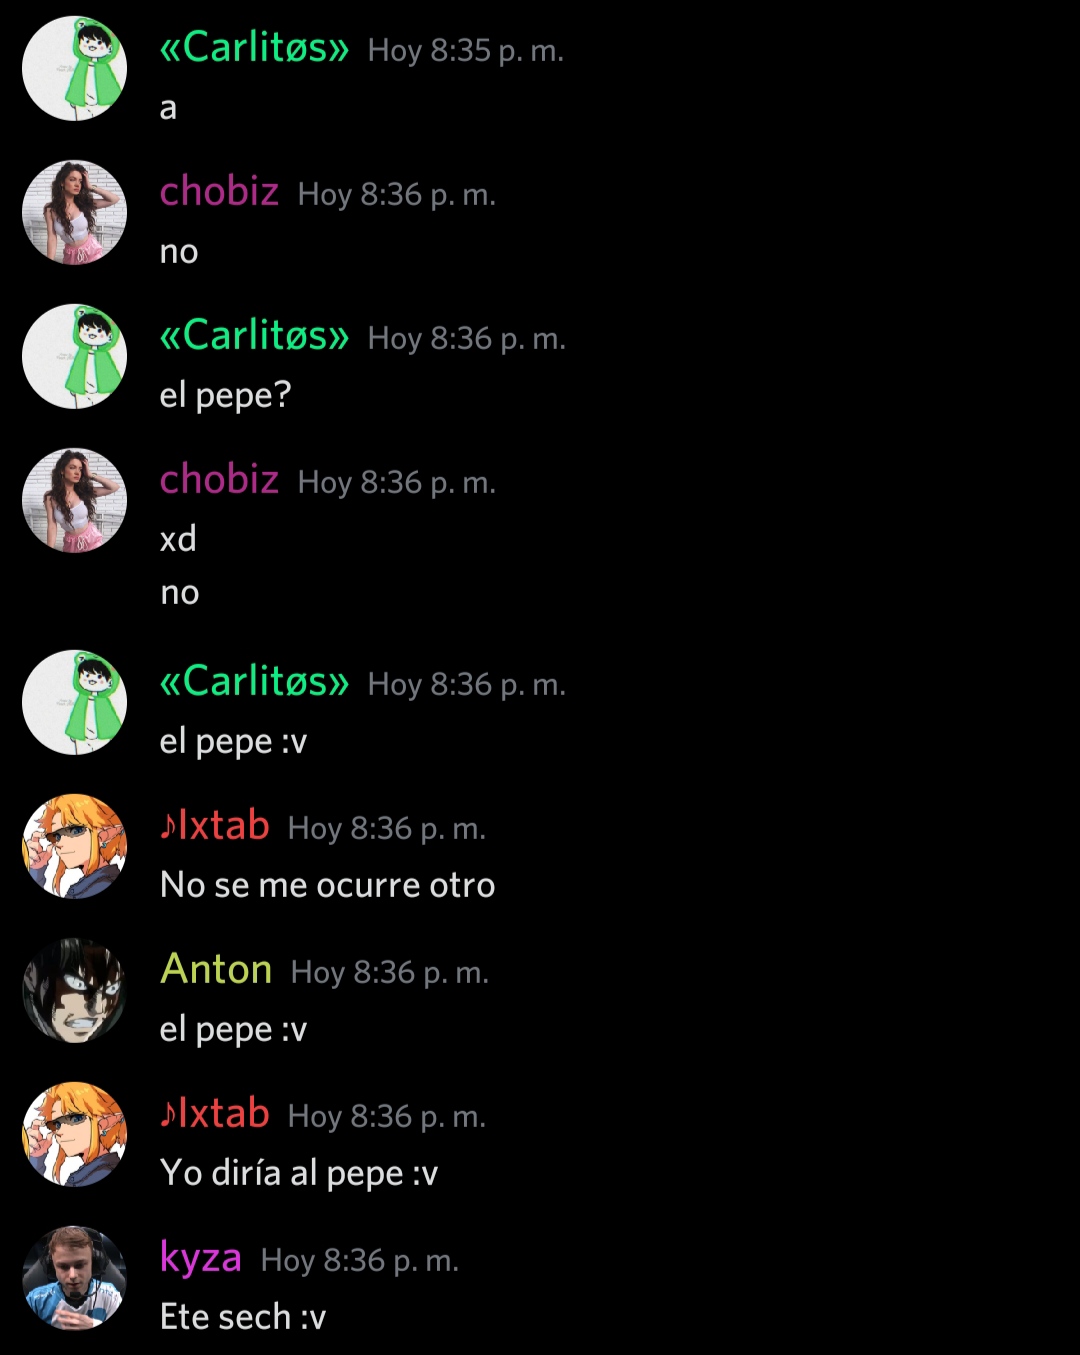 «Carlitøs» Hoy 8:35 p. m.
a
chobiz Hoy 8:36 p. m.
no
«Carlitøs» Hoy 8:36 p. m.
el pepe?
chobiz Hoy 8:36 p. m.
xd
no
«Carlitøs» Hoy 8:36 p. m.
el pepe :v
♪Ixtab Hoy 8:36 p. m.
No se me ocurre otro
Anton Hoy 8:36 p. m.
el pepe :v
♪Ixtab Hoy 8:36 p. m.
Yo diría al pepe :v
kyza Hoy 8:36 p. m.
Ete sech :v